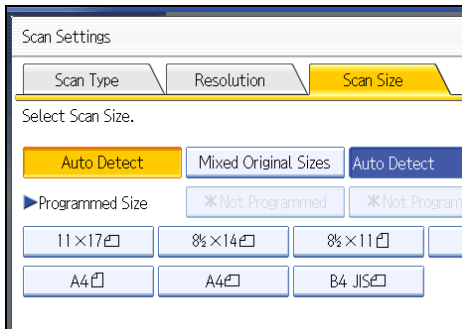 Scan Settings
Scan Type Resolution Scan Size
Select Scan Size.
Auto Detect Mixed Original Sizes Auto Detect
Programmed Size *Not Programmed *Not Program
11×17 8½×14 8½×11
A4 A4 B4 JIS